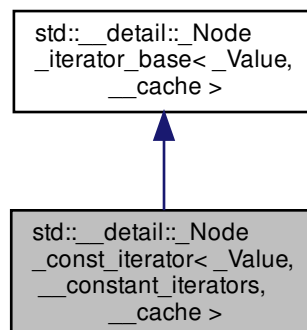 std::__detail::_Node
_iterator_base< _Value,
__cache >
std::__detail::_Node
_const_iterator< _Value,
__constant_iterators,
__cache >